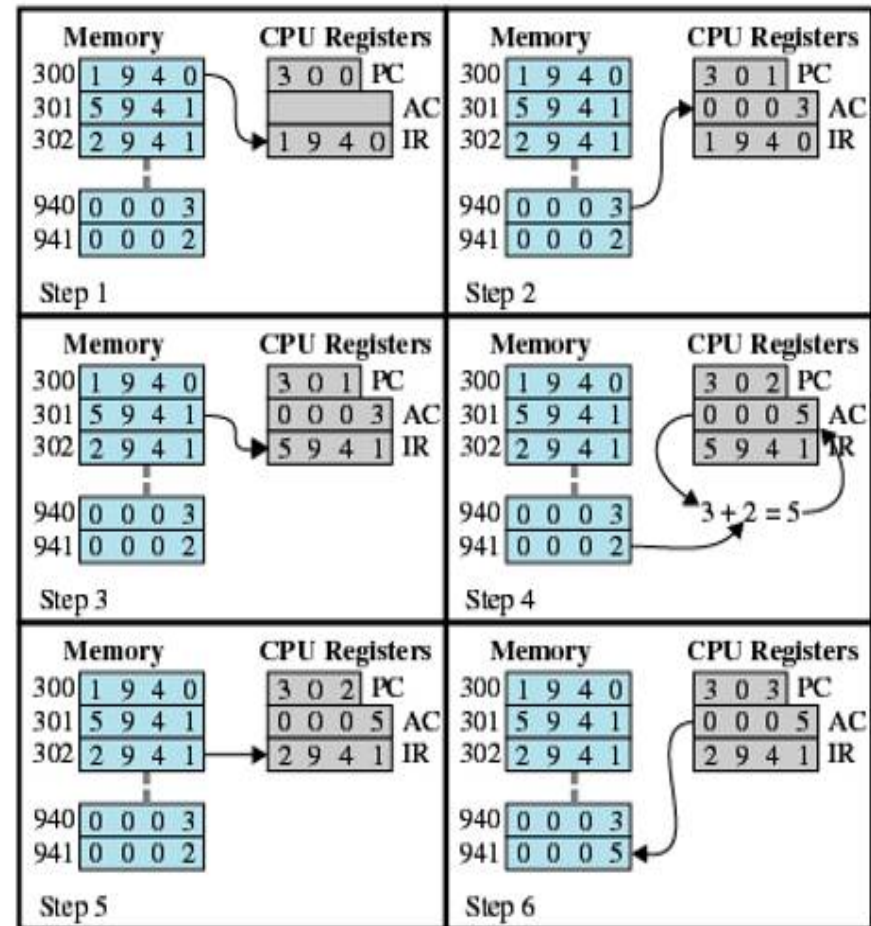 Memory CPU Registers
300 1 9 4 0 3 0 0 PC
301 5 9 4 1 AC
302 2 9 4 1 1 9 4 0 IR
940 0 0 0 3
941 0 0 0 2
Step 1
Memory CPU Registers
300 1 9 4 0 3 0 1 PC
301 5 9 4 1 0 0 0 3 AC
302 2 9 4 1 1 9 4 0 IR
940 0 0 0 3
941 0 0 0 2
Step 2
Memory CPU Registers
300 1 9 4 0 3 0 1 PC
301 5 9 4 1 0 0 0 3 AC
302 2 9 4 1 5 9 4 1 IR
940 0 0 0 3
941 0 0 0 2
Step 3
Memory CPU Registers
300 1 9 4 0 3 0 2 PC
301 5 9 4 1 0 0 0 5 AC
302 2 9 4 1 5 9 4 1 IR
940 0 0 0 3 3 + 2 = 5
941 0 0 0 2
Step 4
Memory CPU Registers
300 1 9 4 0 3 0 2 PC
301 5 9 4 1 0 0 0 5 AC
302 2 9 4 1 2 9 4 1 IR
940 0 0 0 3
941 0 0 0 2
Step 5
Memory CPU Registers
300 1 9 4 0 3 0 3 PC
301 5 9 4 1 0 0 0 5 AC
302 2 9 4 1 2 9 4 1 IR
940 0 0 0 3
941 0 0 0 5
Step 6